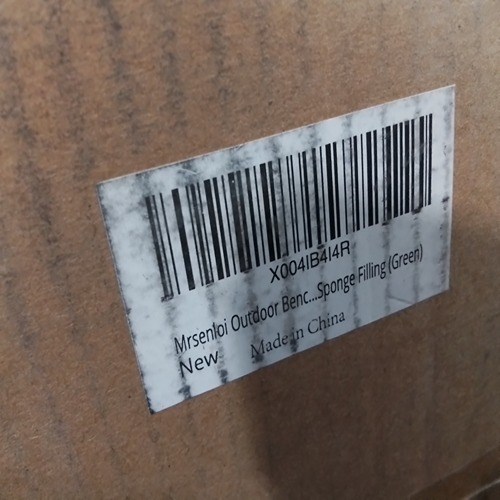 X004IB4I4R
Mrsenloi Outdoor Benc...Sponge Filling (Green)
New Made in China